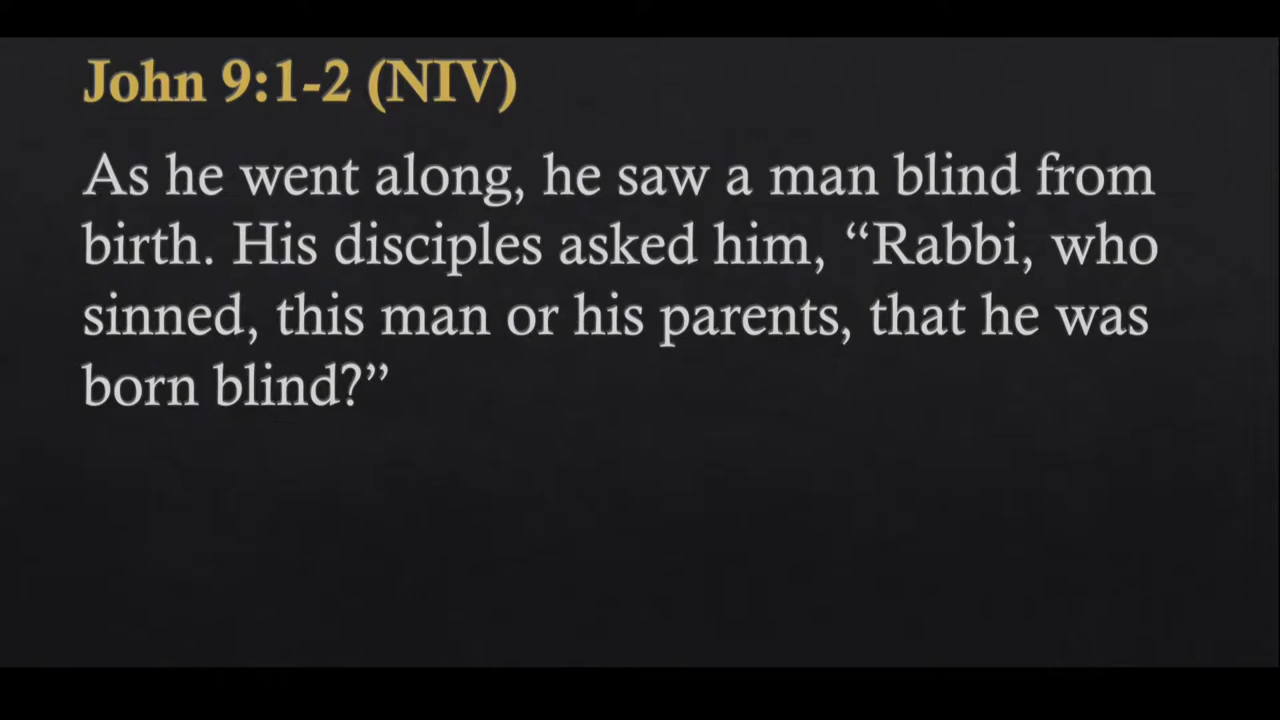 John 9:1-2 (NIV)
As he went along, he saw a man blind from
birth. His disciples asked him, “Rabbi, who
sinned, this man or his parents, that he was
born blind?”